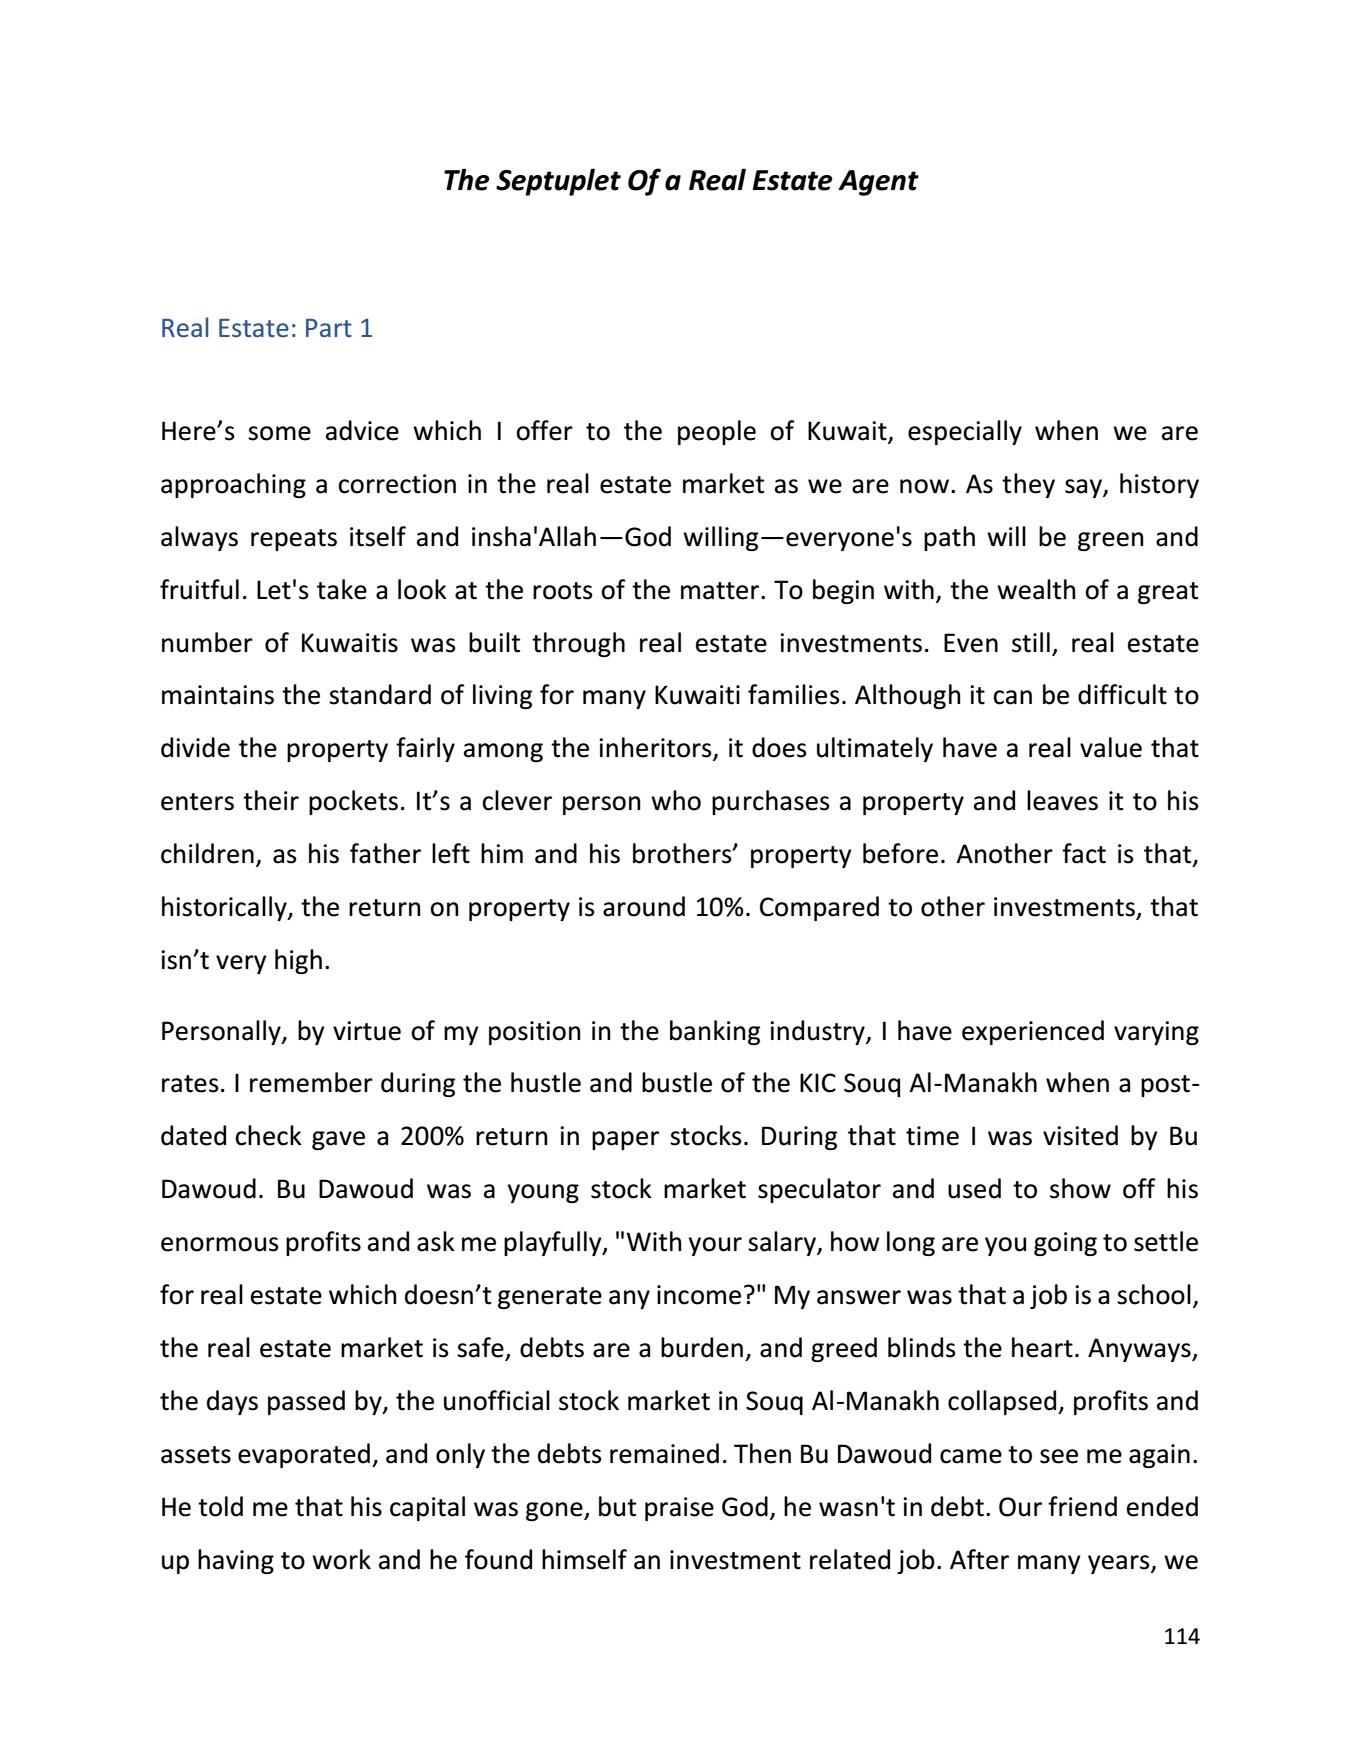 The Septuplet Of a Real Estate Agent
Real Estate: Part 1
Here’s some advice which I offer to the people of Kuwait, especially when we are
approaching a correction in the real estate market as we are now. As they say, history
always repeats itself and insha'Allah—God willing—everyone's path will be green and
fruitful. Let's take a look at the roots of the matter. To begin with, the wealth of a great
number of Kuwaitis was built through real estate investments. Even still, real estate
maintains the standard of living for many Kuwaiti families. Although it can be difficult to
divide the property fairly among the inheritors, it does ultimately have a real value that
enters their pockets. It’s a clever person who purchases a property and leaves it to his
children, as his father left him and his brothers’ property before. Another fact is that,
historically, the return on property is around 10%. Compared to other investments, that
isn’t very high.
Personally, by virtue of my position in the banking industry, I have experienced varying
rates. I remember during the hustle and bustle of the KIC Souq Al-Manakh when a post-
dated check gave a 200% return in paper stocks. During that time I was visited by Bu
Dawoud. Bu Dawoud was a young stock market speculator and used to show off his
enormous profits and ask me playfully, "With your salary, how long are you going to settle
for real estate which doesn’t generate any income?" My answer was that a job is a school,
the real estate market is safe, debts are a burden, and greed blinds the heart. Anyways,
the days passed by, the unofficial stock market in Souq Al-Manakh collapsed, profits and
assets evaporated, and only the debts remained. Then Bu Dawoud came to see me again.
He told me that his capital was gone, but praise God, he wasn't in debt. Our friend ended
up having to work and he found himself an investment related job. After many years, we
114